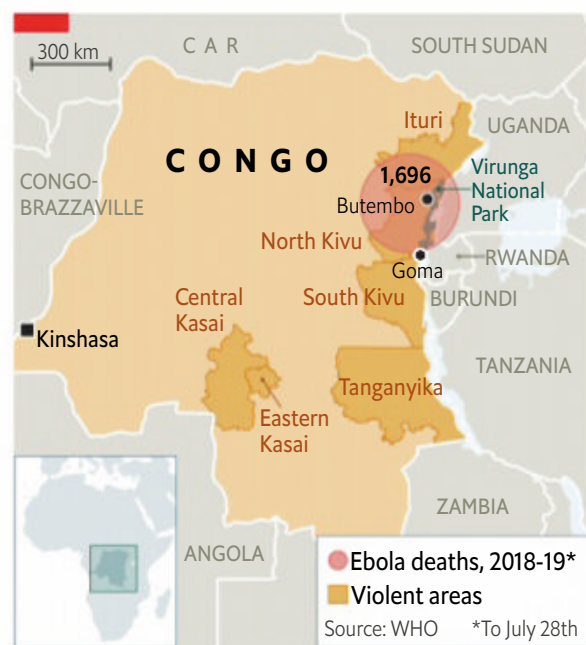 300 km
C A R
SOUTH SUDAN
Ituri
UGANDA
C O N G O
CONGO-
BRAZZAVILLE
1,696
Virunga
National
Park
Butembo
North Kivu
Goma
RWANDA
South Kivu
BURUNDI
Central
Kasai
Kinshasa
TANZANIA
Tanganyika
Eastern
Kasai
ZAMBIA
ANGOLA
Ebola deaths, 2018-19*
Violent areas
Source: WHO *To July 28th